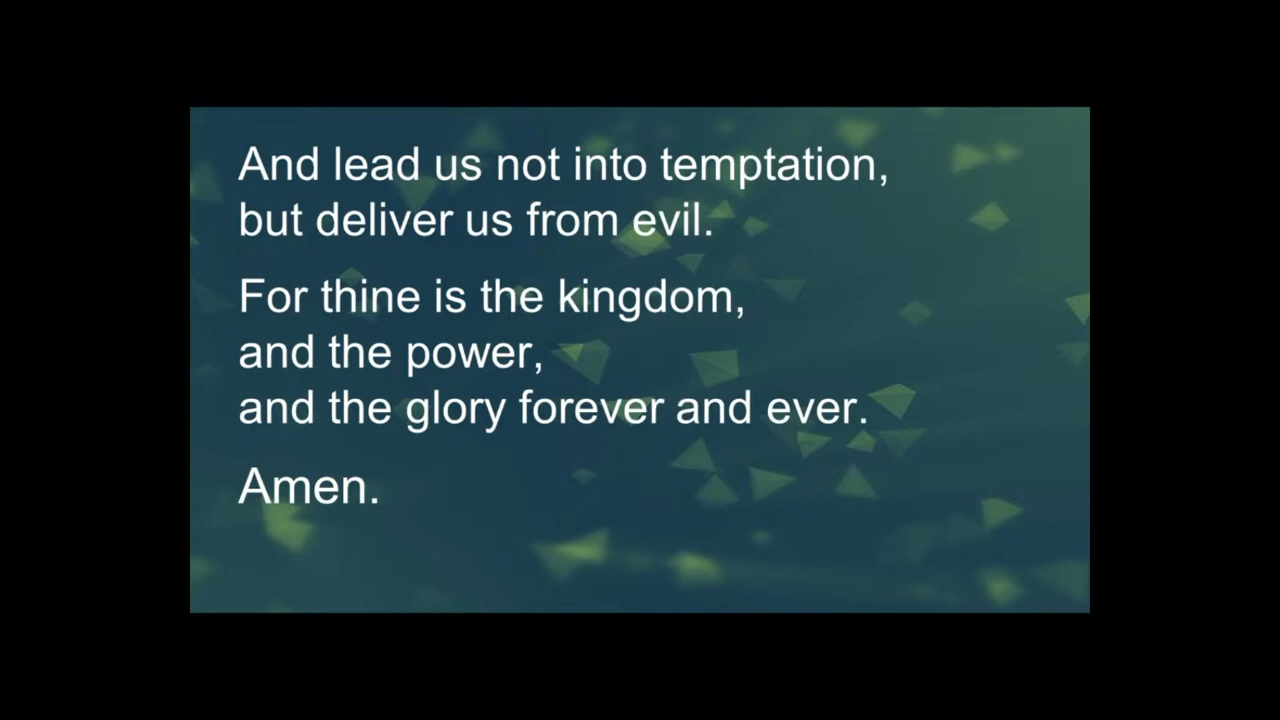 And lead us not into temptation,
but deliver us from evil.
For thine is the kingdom,
and the power,
and the glory forever and ever.
Amen.